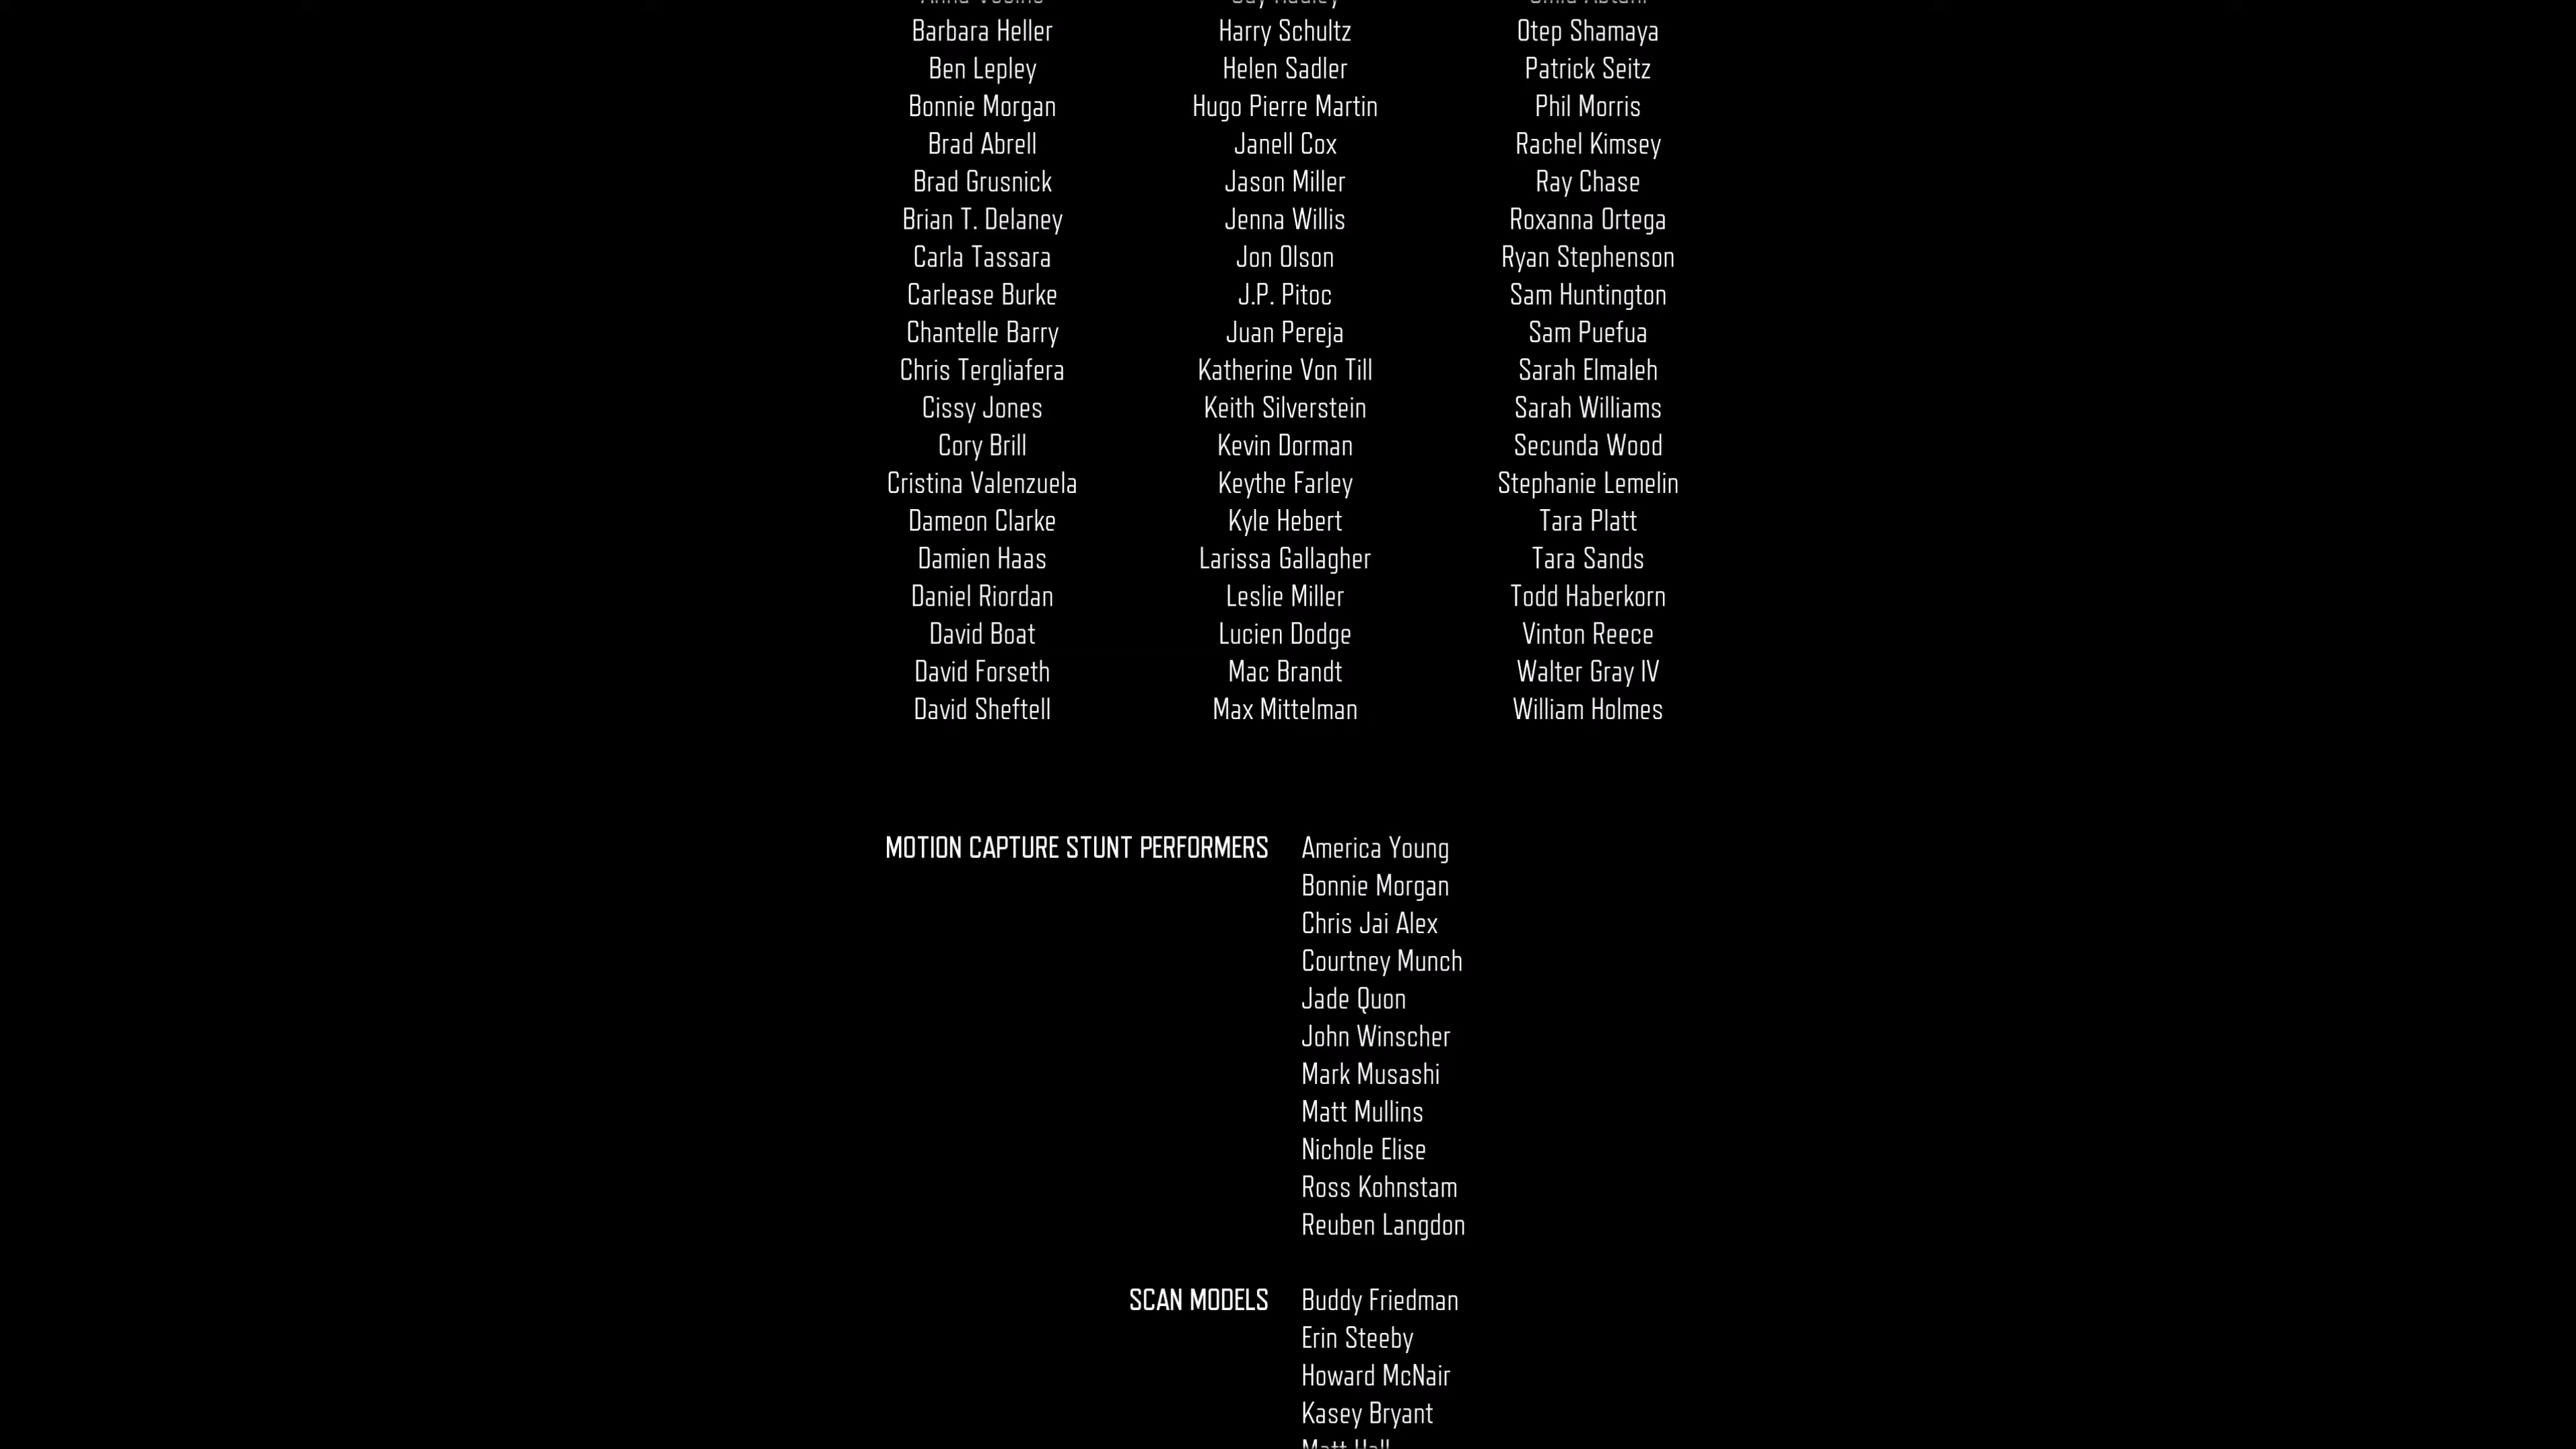 Barbara Heller Harry Schultz Otep Shamaya
Ben Lepley Helen Sadler Patrick Seitz
Bonnie Morgan Hugo Pierre Martin Phil Morris
Brad Abrell Janell Cox Rachel Kimsey
Brad Grusnick Jason Miller Ray Chase
Brian T. Delaney Jenna Willis Roxanna Ortega
Carla Tassara Jon Olson Ryan Stephenson
Carlease Burke J.P. Pitoc Sam Huntington
Chantelle Barry Juan Pereja Sam Puefua
Chris Tergliafera Katherine Von Till Sarah Elmaleh
Cissy Jones Keith Silverstein Sarah Williams
Cory Brill Kevin Dorman Secunda Wood
Cristina Valenzuela Keythe Farley Stephanie Lemelin
Dameon Clarke Kyle Hebert Tara Platt
Damien Haas Larissa Gallagher Tara Sands
Daniel Riordan Leslie Miller Todd Haberkorn
David Boat Lucien Dodge Vinton Reece
David Forseth Mac Brandt Walter Gray IV
David Sheftell Max Mittelman William Holmes
MOTION CAPTURE STUNT PERFORMERS America Young
Bonnie Morgan
Chris Jai Alex
Courtney Munch
Jade Quon
John Winscher
Mark Musashi
Matt Mullins
Nichole Elise
Ross Kohnstam
Reuben Langdon
SCAN MODELS Buddy Friedman
Erin Steeby
Howard McNair
Kasey Bryant